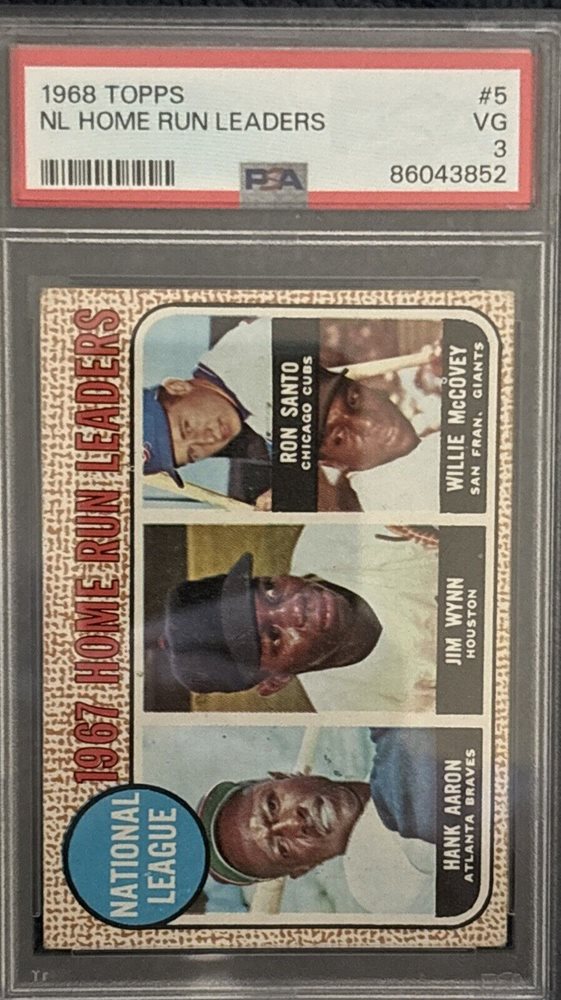 1968 TOPPS #5
NL HOME RUN LEADERS VG
3
PSA 86043852
1967 HOME RUN LEADERS
NATIONAL
LEAGUE
HANK AARON
ATLANTA BRAVES
JIM WYNN
HOUSTON
RON SANTO
CHICAGO CUBS
WILLIE McCOVEY
SAN FRAN. GIANTS
PSA